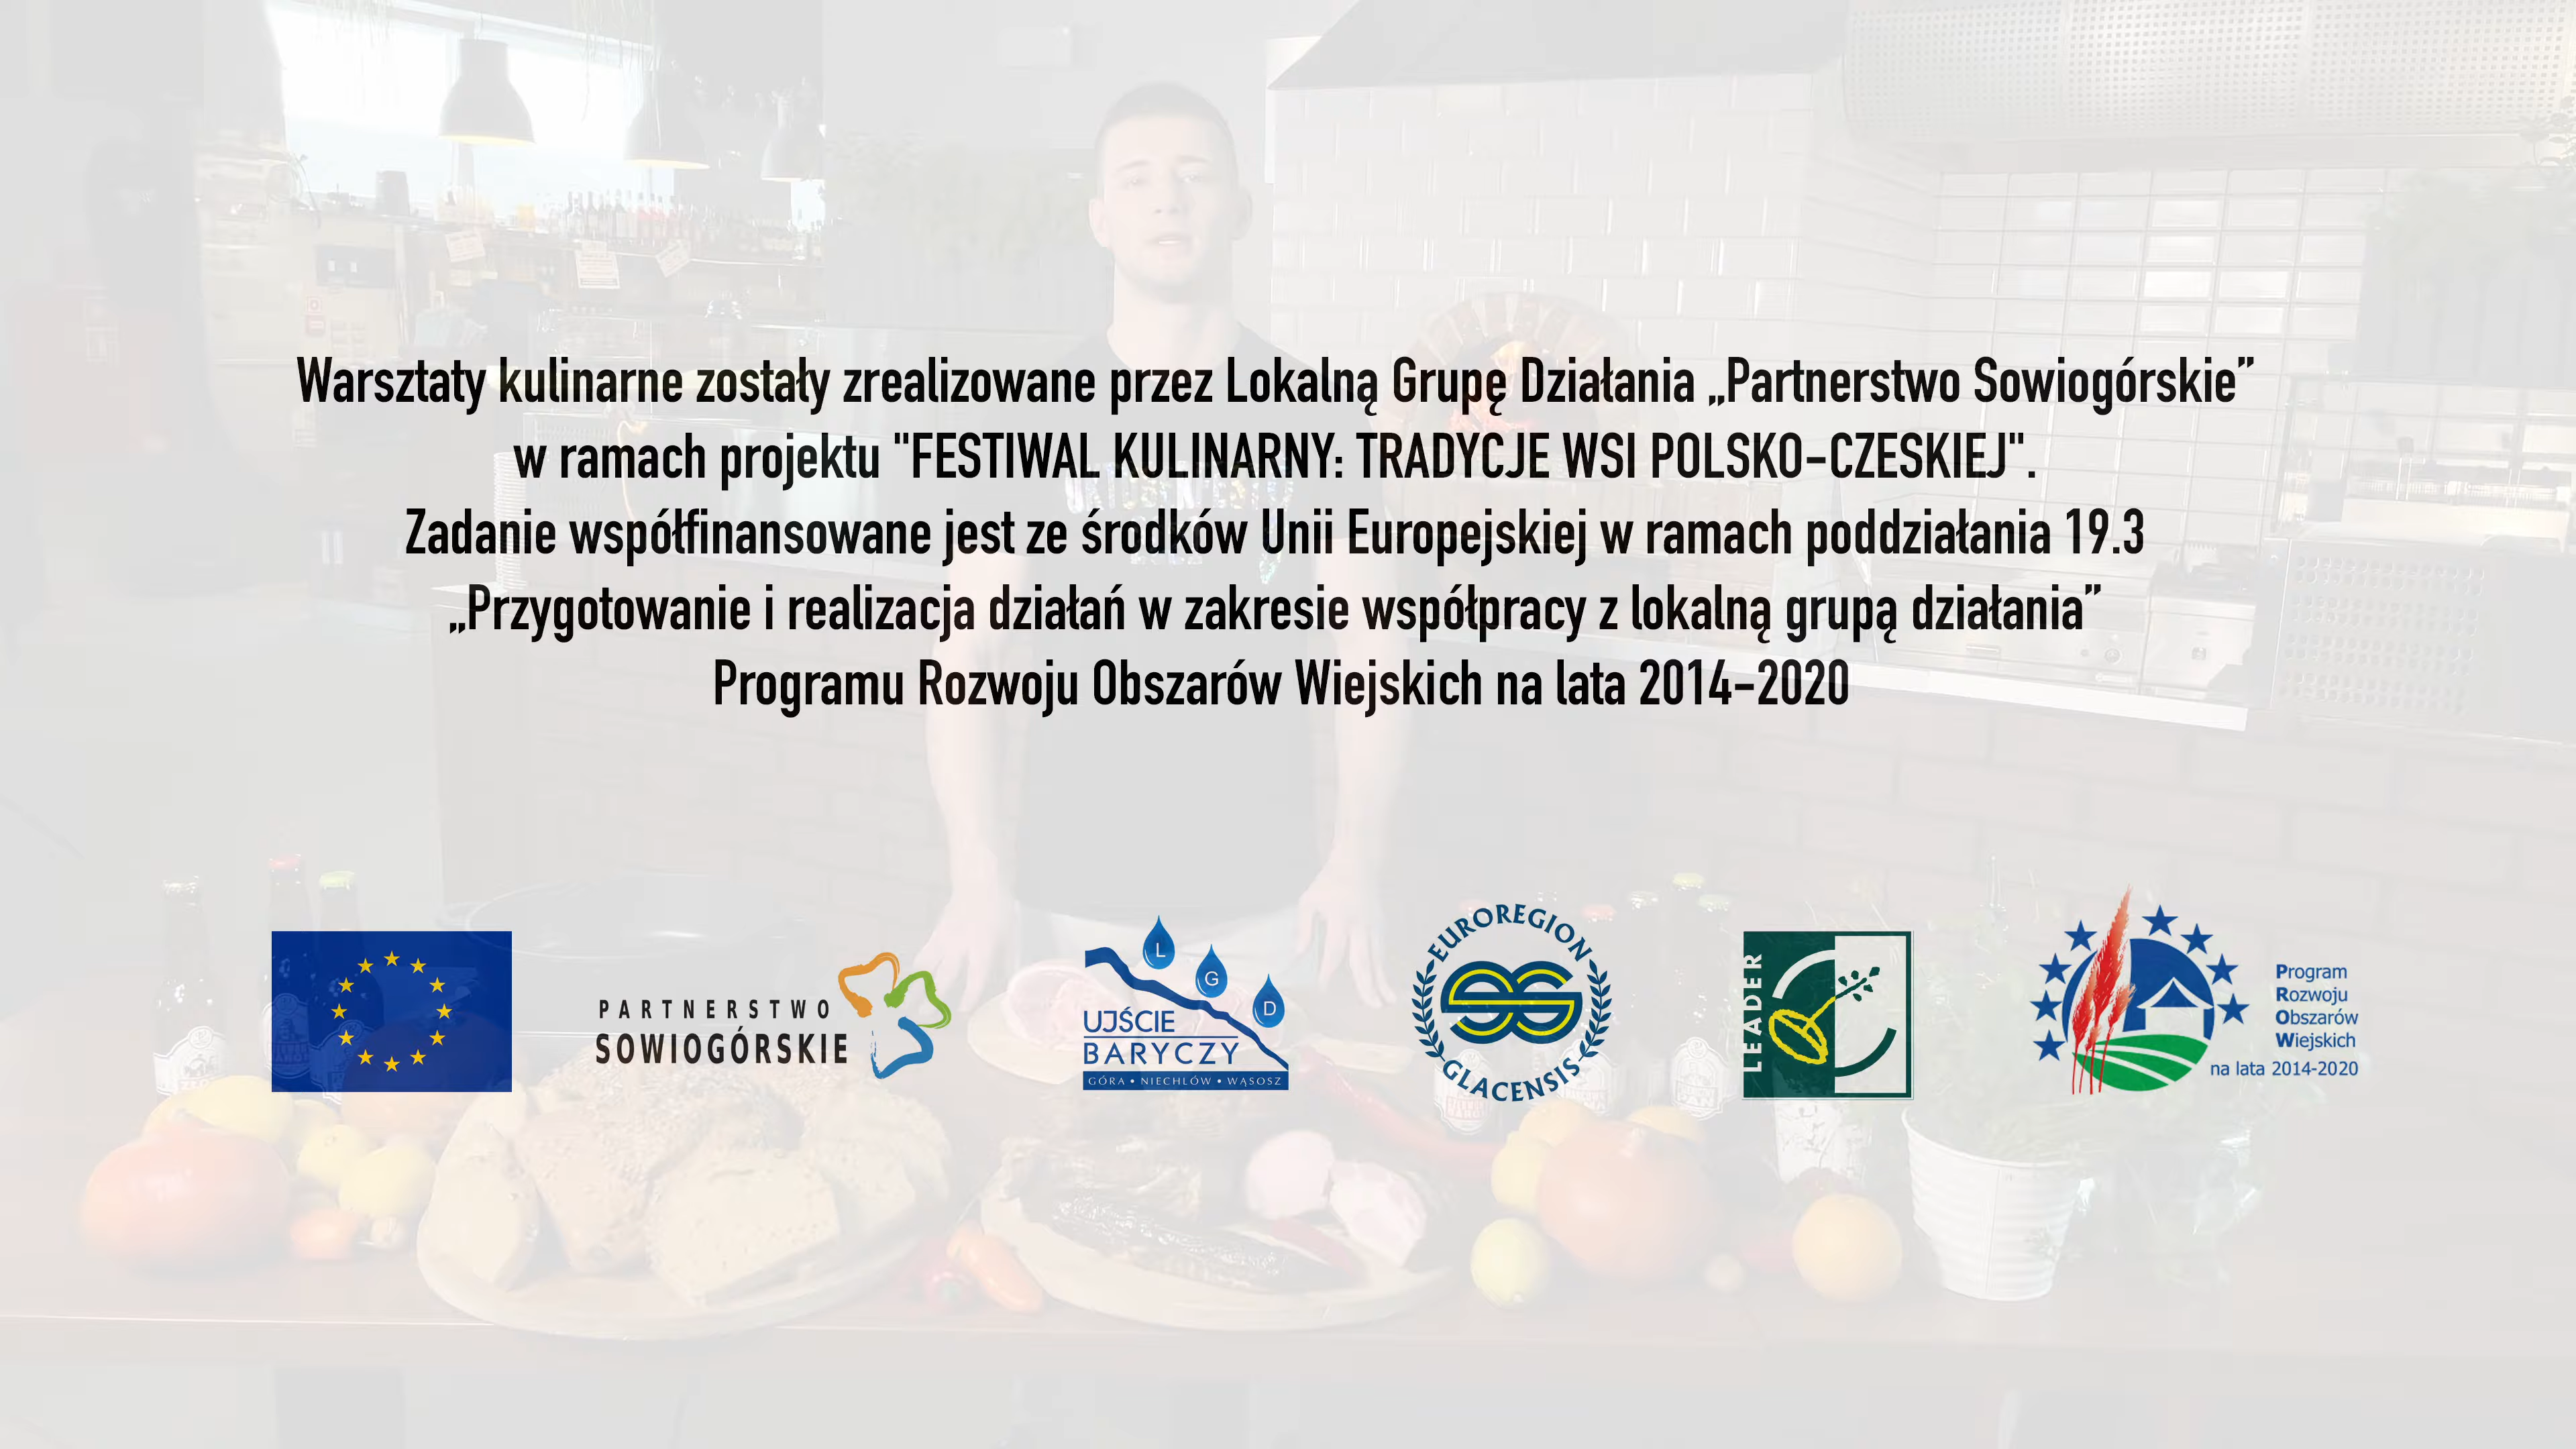 Warsztaty kulinarne zostały zrealizowane przez Lokalną Grupę Działania „Partnerstwo Sowiogórskie”
w ramach projektu "FESTIWAL KULINARNY: TRADYCJE WSI POLSKO-CZESKIEJ".
Zadanie współfinansowane jest ze środków Unii Europejskiej w ramach poddziałania 19.3
„Przygotowanie i realizacja działań w zakresie współpracy z lokalną grupą działania”
Programu Rozwoju Obszarów Wiejskich na lata 2014-2020
PARTNERSTWO
SOWIOGÓRSKIE
L G D
UJŚCIE
BARYCZY
GÓRA • NIECHLÓW • WĄSOSZ
EUROREGION
GLACENSIS
LEADER
Program
Rozwoju
Obszarów
Wiejskich
na lata 2014-2020